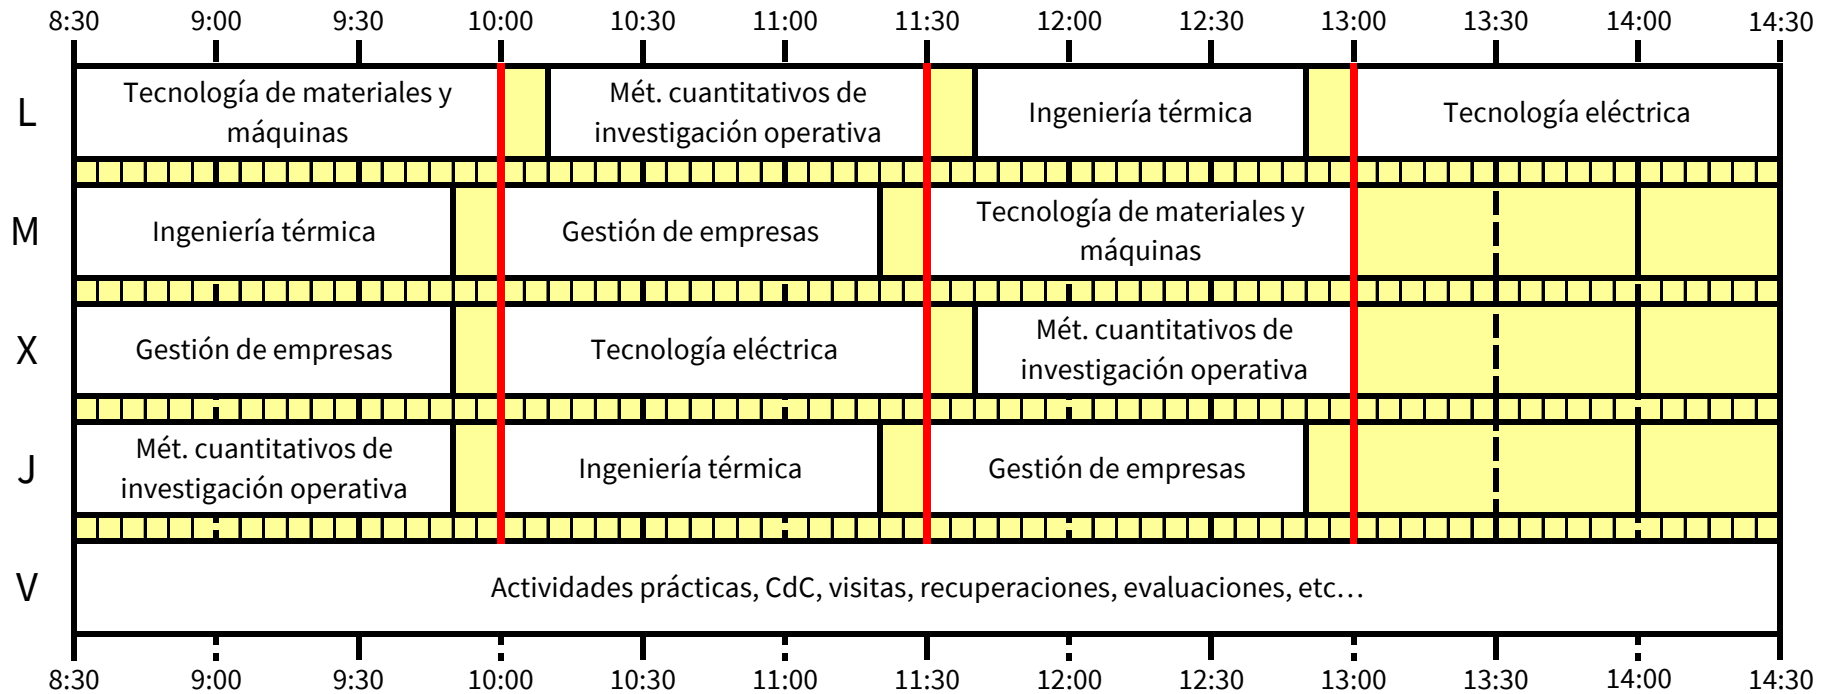 8:30 9:00 9:30 10:00 10:30 11:00 11:30 12:00 12:30 13:00 13:30 14:00 14:30
L
Tecnología de materiales y
máquinas
Mét. cuantitativos de
investigación operativa
Ingeniería térmica
Tecnología eléctrica
M
Ingeniería térmica
Gestión de empresas
Tecnología de materiales y
máquinas
X
Gestión de empresas
Tecnología eléctrica
Mét. cuantitativos de
investigación operativa
J
Mét. cuantitativos de
investigación operativa
Ingeniería térmica
Gestión de empresas
V
Actividades prácticas, CdC, visitas, recuperaciones, evaluaciones, etc…
8:30 9:00 9:30 10:00 10:30 11:00 11:30 12:00 12:30 13:00 13:30 14:00 14:30